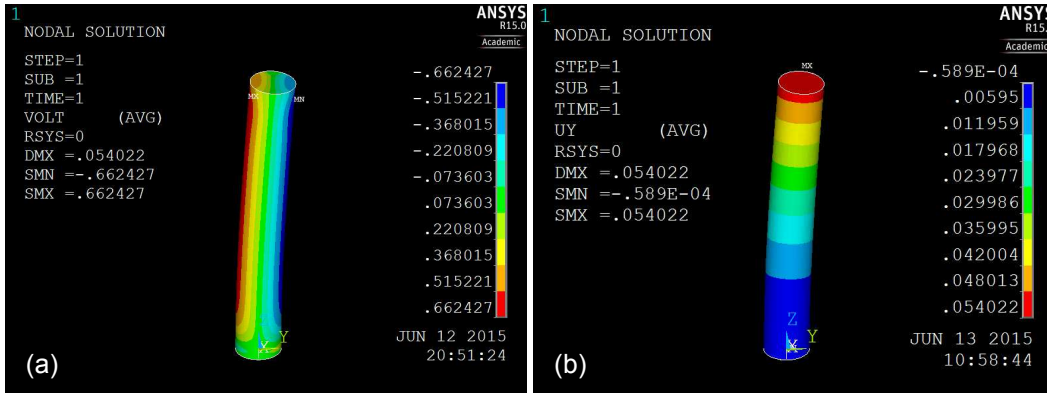 1
ANSYS
R15.0
Academic
NODAL SOLUTION
STEP=1
SUB =1
TIME=1
VOLT (AVG)
RSYS=0
DMX =.054022
SMN =-.662427
SMX =.662427
MX
MN
-.662427
-.515221
-.368015
-.220809
-.073603
.073603
.220809
.368015
.515221
.662427
X
Y
JUN 12 2015
20:51:24
(a)
1
ANSYS
R15.0
Academic
NODAL SOLUTION
STEP=1
SUB =1
TIME=1
UY (AVG)
RSYS=0
DMX =.054022
SMN =-.589E-04
SMX =.054022
MX
-.589E-04
.00595
.011959
.017968
.023977
.029986
.035995
.042004
.048013
.054022
Z
X
Y
JUN 13 2015
10:58:44
(b)